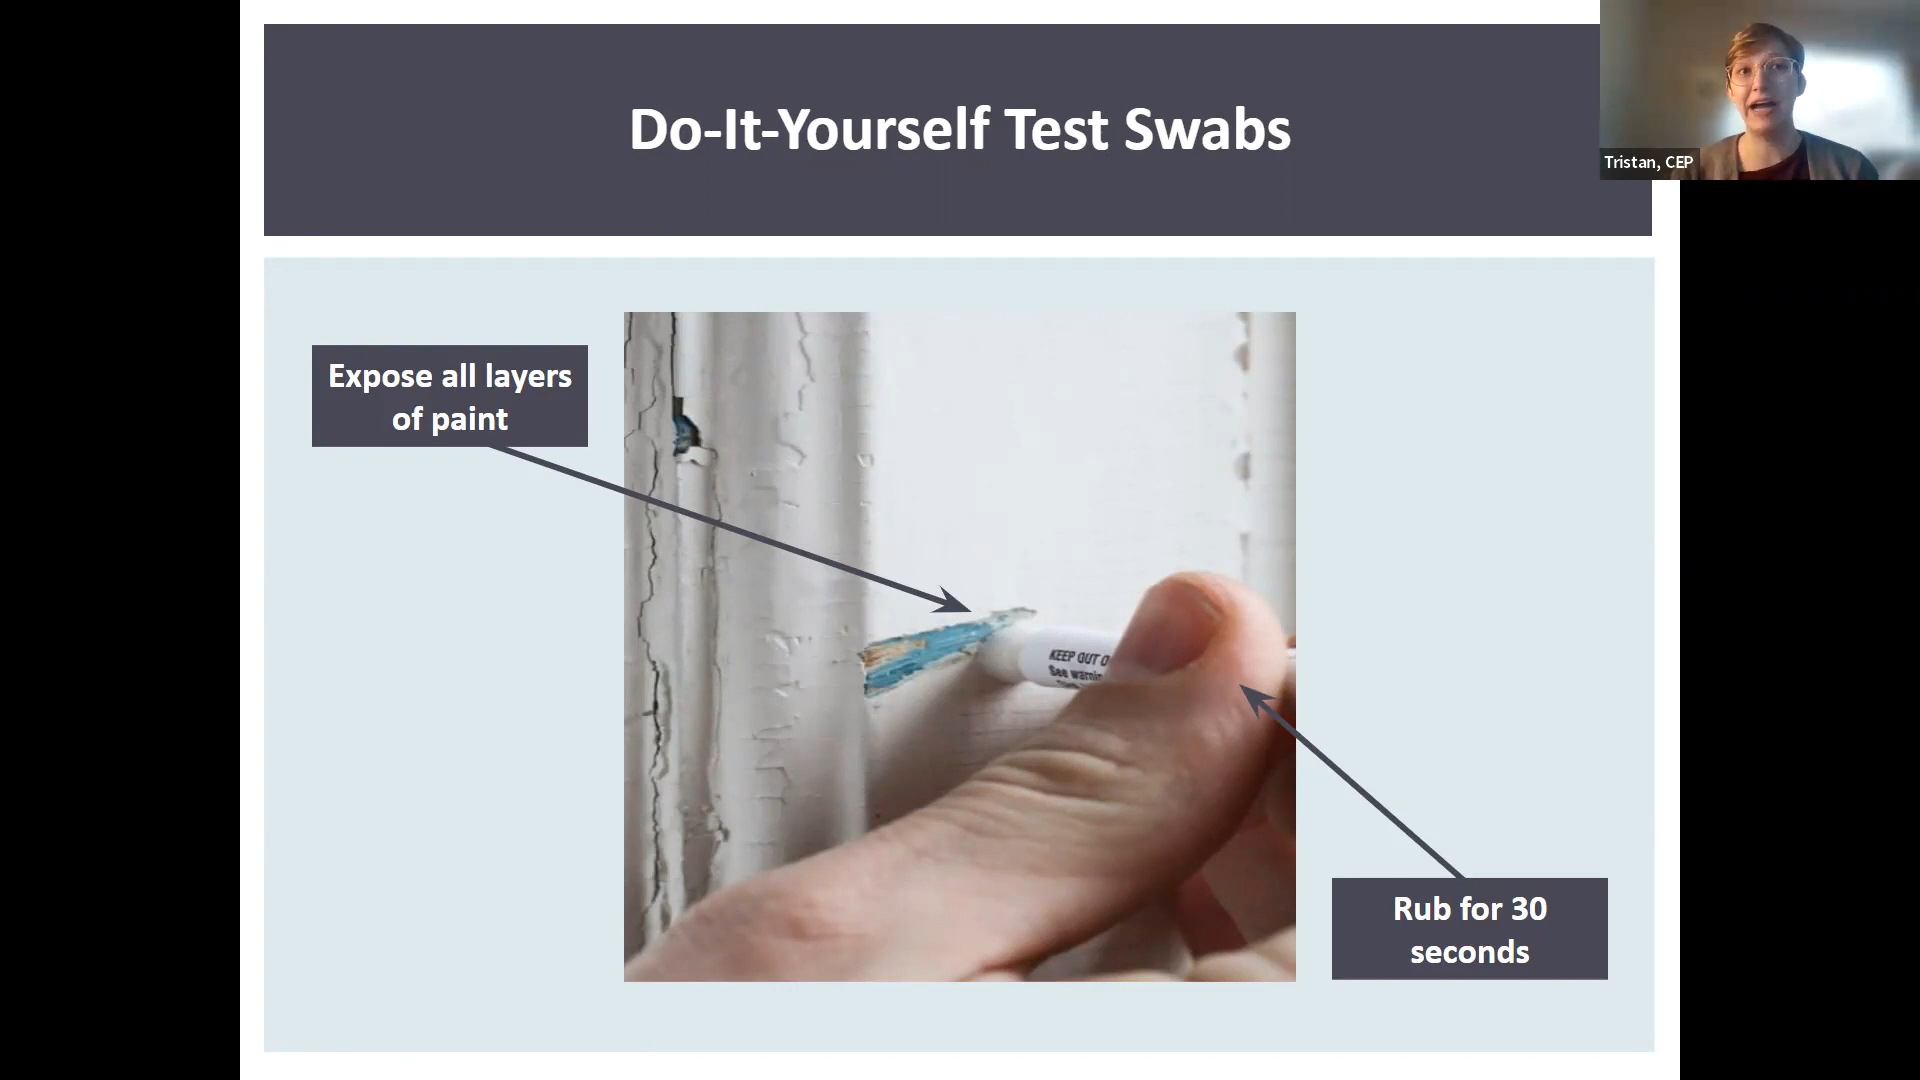 Do-It-Yourself Test Swabs
Tristan, CEP
Expose all layers
of paint
KEEP OUT O
See warnin
Rub for 30
seconds